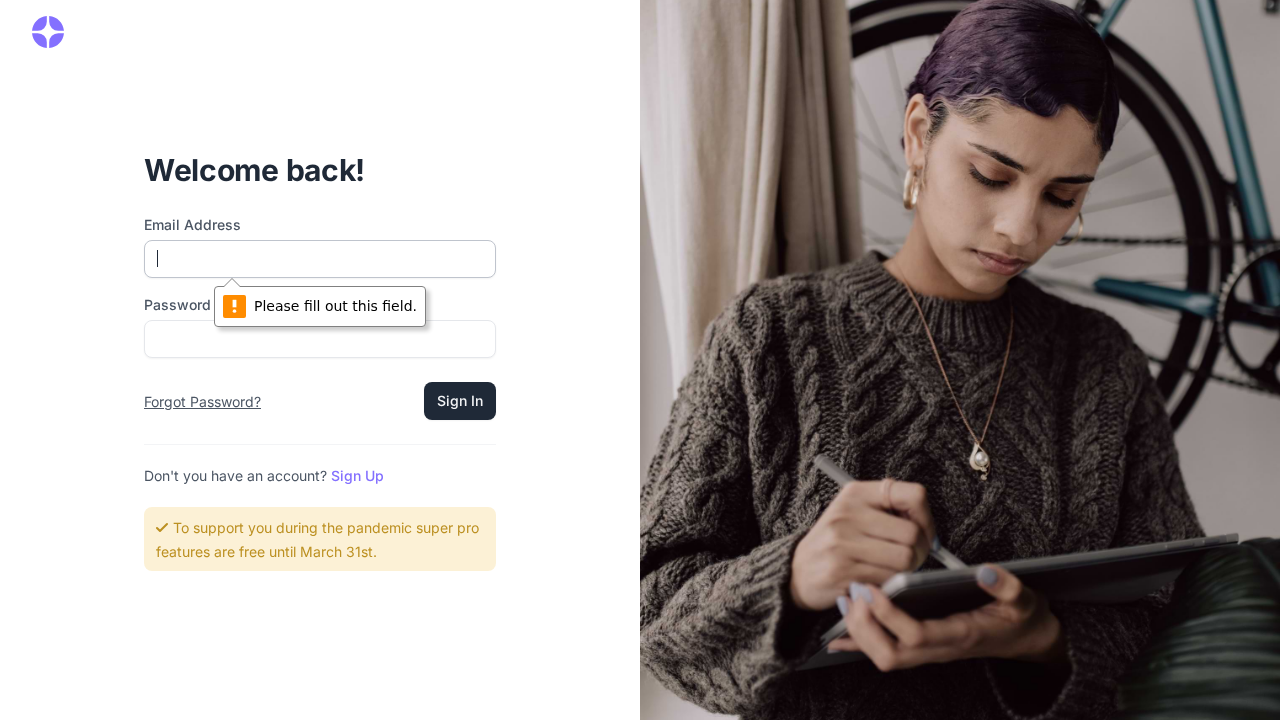 Welcome back!
Email Address
Please fill out this field.
Password
Forgot Password?
Sign In
Don't you have an account? Sign Up
To support you during the pandemic super pro
features are free until March 31st.